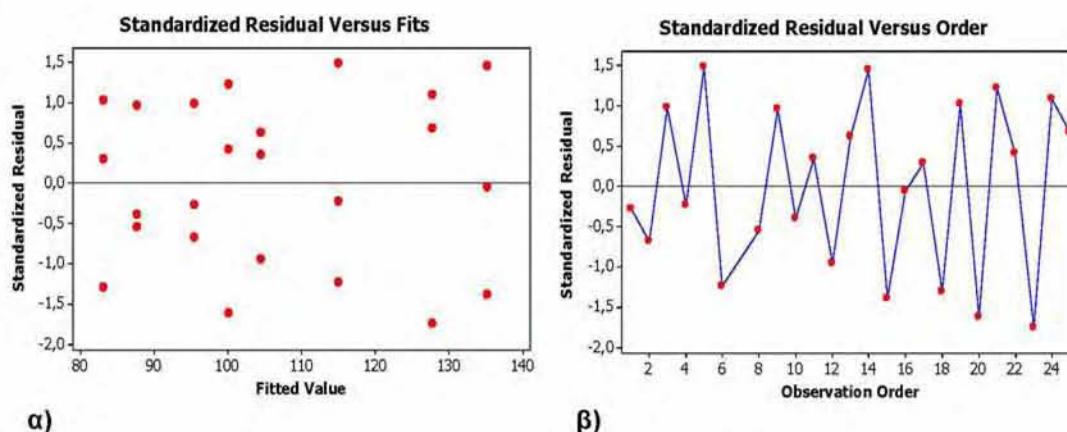 Standardized Residual Versus Fits
1,5
1,0
0,5
0,0
-0,5
-1,0
-1,5
-2,0
Standardized Residual
80 90 100 110 120 130 140
Fitted Value
α)
Standardized Residual Versus Order
1,5
1,0
0,5
0,0
-0,5
-1,0
-1,5
-2,0
Standardized Residual
2 4 6 8 10 12 14 16 18 20 22 24
Observation Order
β)